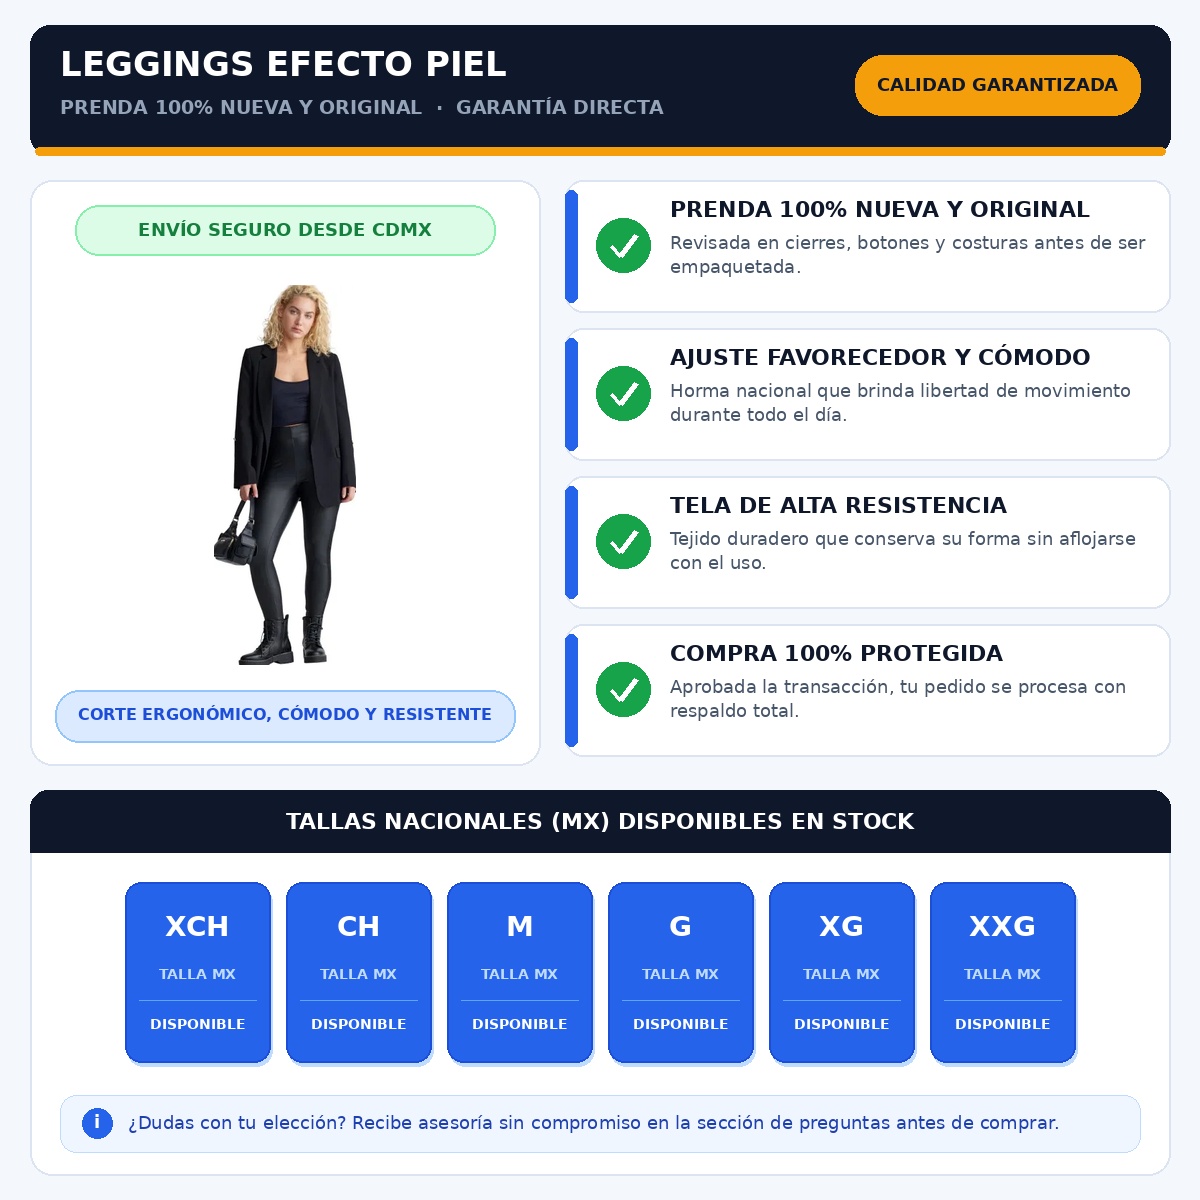 LEGGINGS EFECTO PIEL
PRENDA 100% NUEVA Y ORIGINAL · GARANTÍA DIRECTA
CALIDAD GARANTIZADA
ENVÍO SEGURO DESDE CDMX
CORTE ERGONÓMICO, CÓMODO Y RESISTENTE
PRENDA 100% NUEVA Y ORIGINAL
Revisada en cierres, botones y costuras antes de ser
empaquetada.
AJUSTE FAVORECEDOR Y CÓMODO
Horma nacional que brinda libertad de movimiento
durante todo el día.
TELA DE ALTA RESISTENCIA
Tejido duradero que conserva su forma sin aflojarse
con el uso.
COMPRA 100% PROTEGIDA
Aprobada la transacción, tu pedido se procesa con
respaldo total.
TALLAS NACIONALES (MX) DISPONIBLES EN STOCK
XCH
TALLA MX
DISPONIBLE
CH
TALLA MX
DISPONIBLE
M
TALLA MX
DISPONIBLE
G
TALLA MX
DISPONIBLE
XG
TALLA MX
DISPONIBLE
XXG
TALLA MX
DISPONIBLE
i ¿Dudas con tu elección? Recibe asesoría sin compromiso en la sección de preguntas antes de comprar.